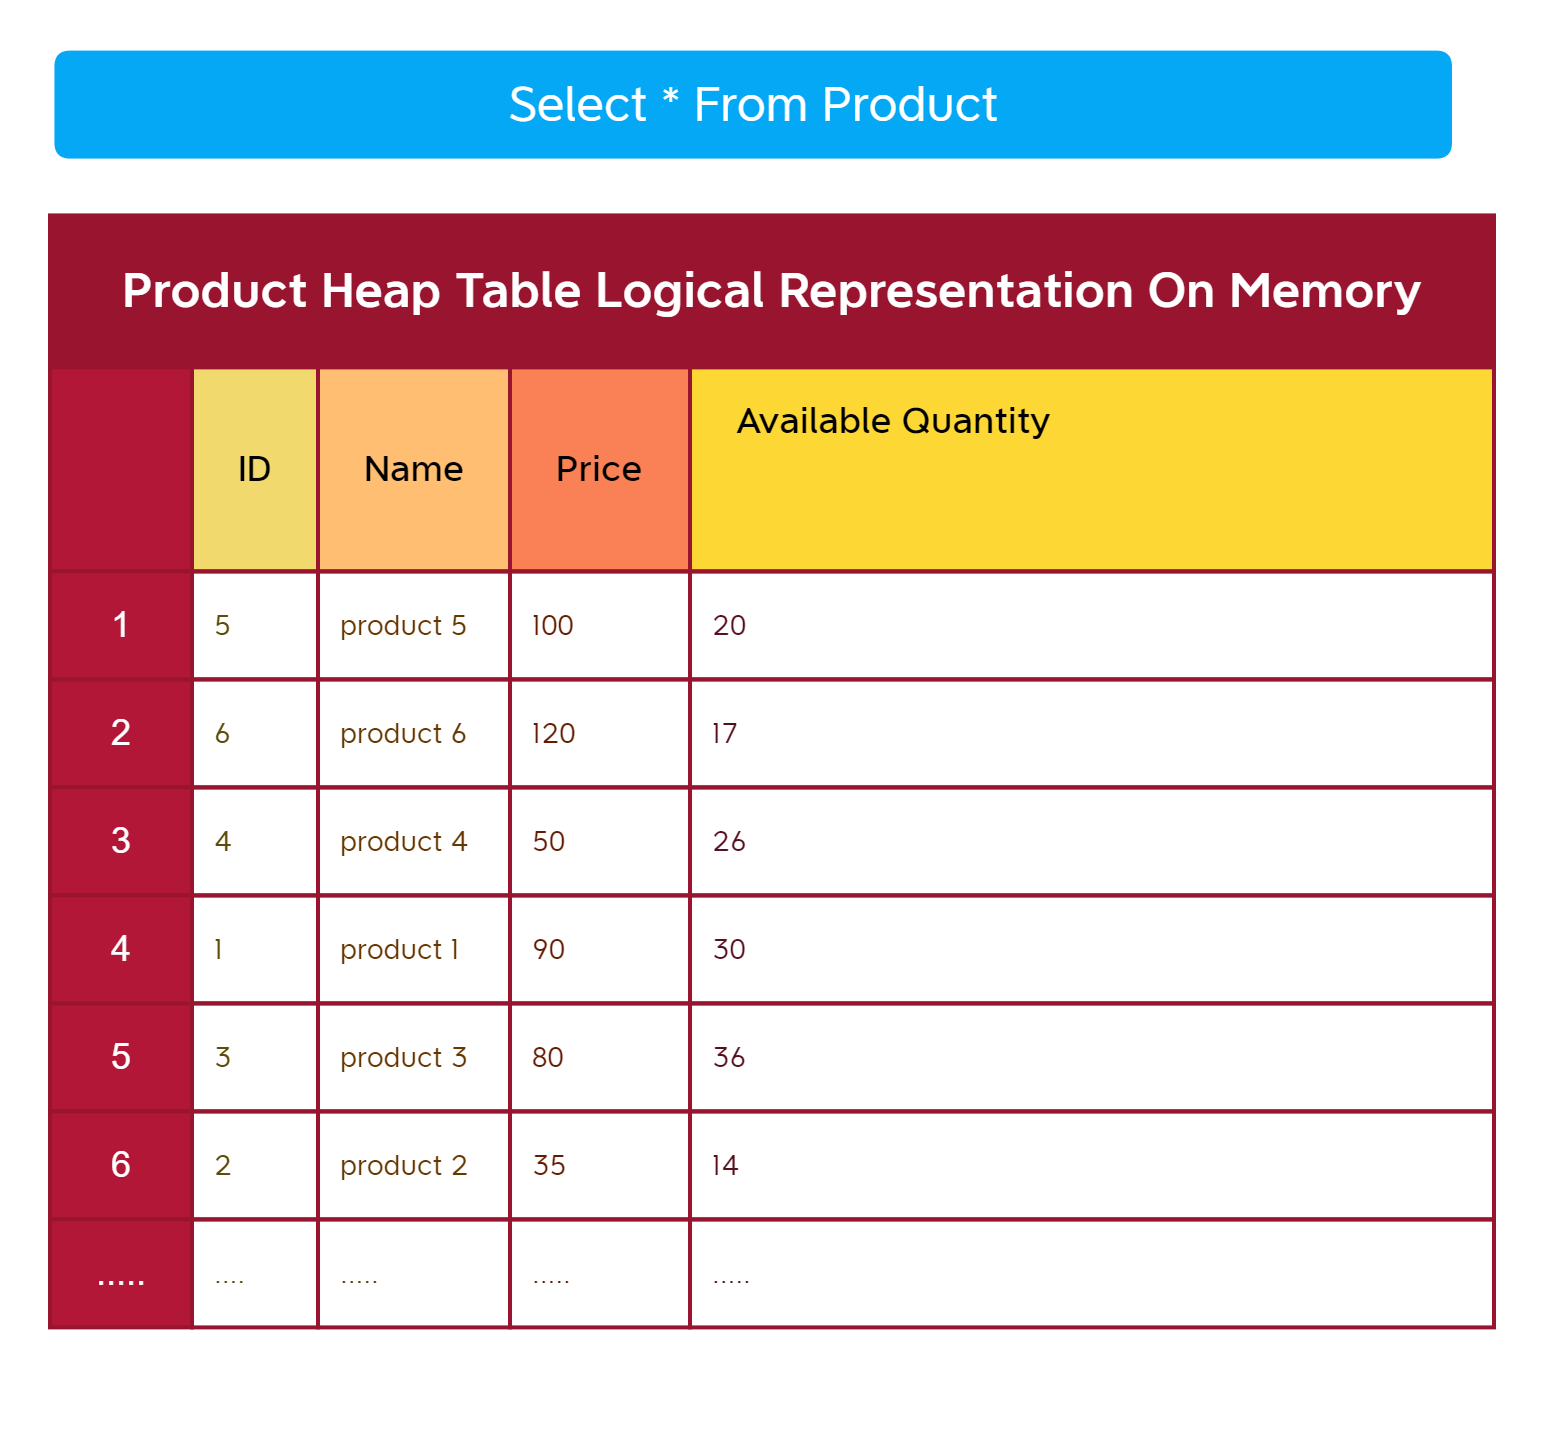 Select * From Product
Product Heap Table Logical Representation On Memory
ID Name Price Available Quantity
1 5 product 5 100 20
2 6 product 6 120 17
3 4 product 4 50 26
4 1 product 1 90 30
5 3 product 3 80 36
6 2 product 2 35 14
..... .... ..... ..... .....